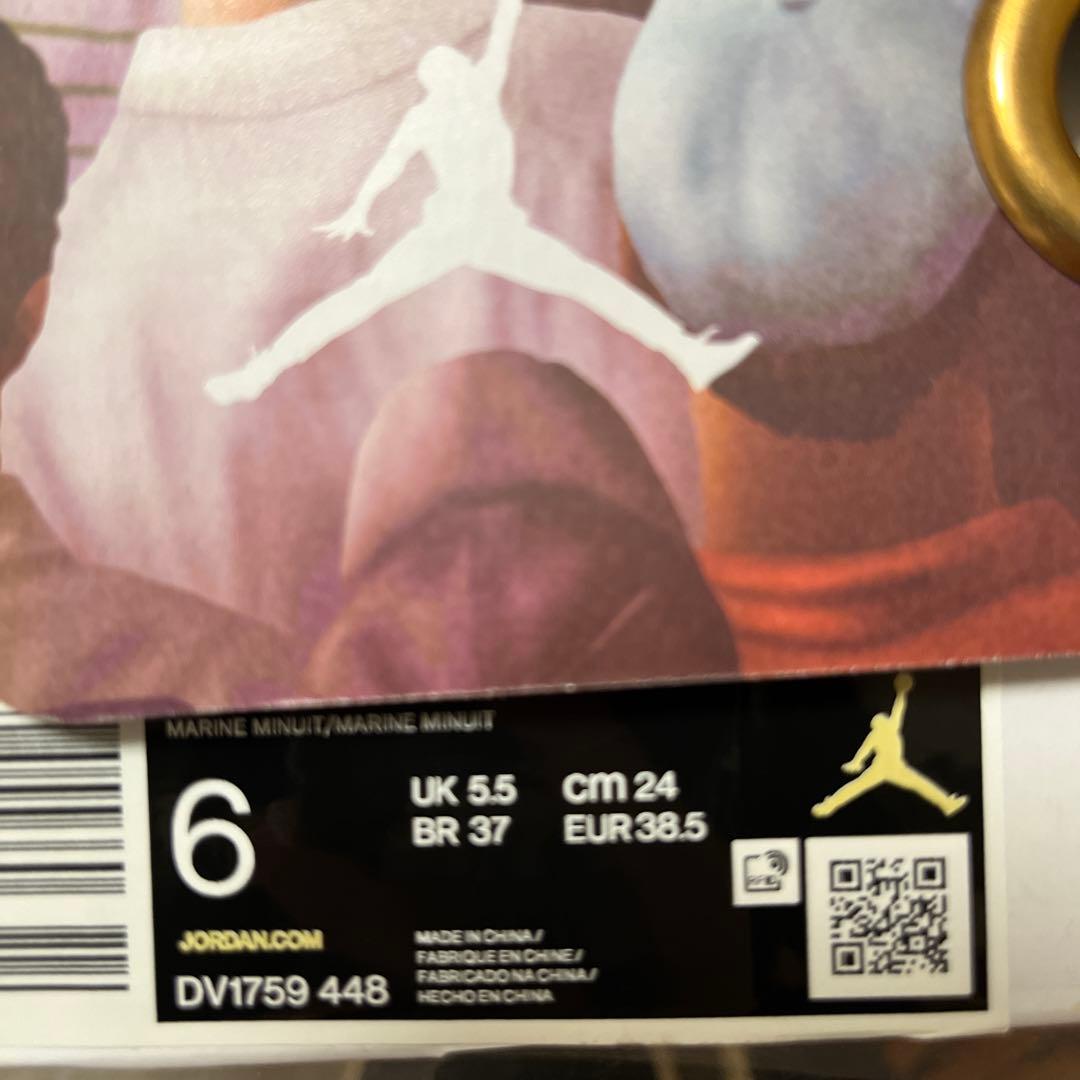 MARINE MINUIT/MARINE MINUIT
6
UK 5.5 cm 24
BR 37 EUR 38.5
RFID
JORDAN.COM
DV1759 448
MADE IN CHINA /
FABRIQUE EN CHINE /
FABRICADO NA CHINA /
HECHO EN CHINA